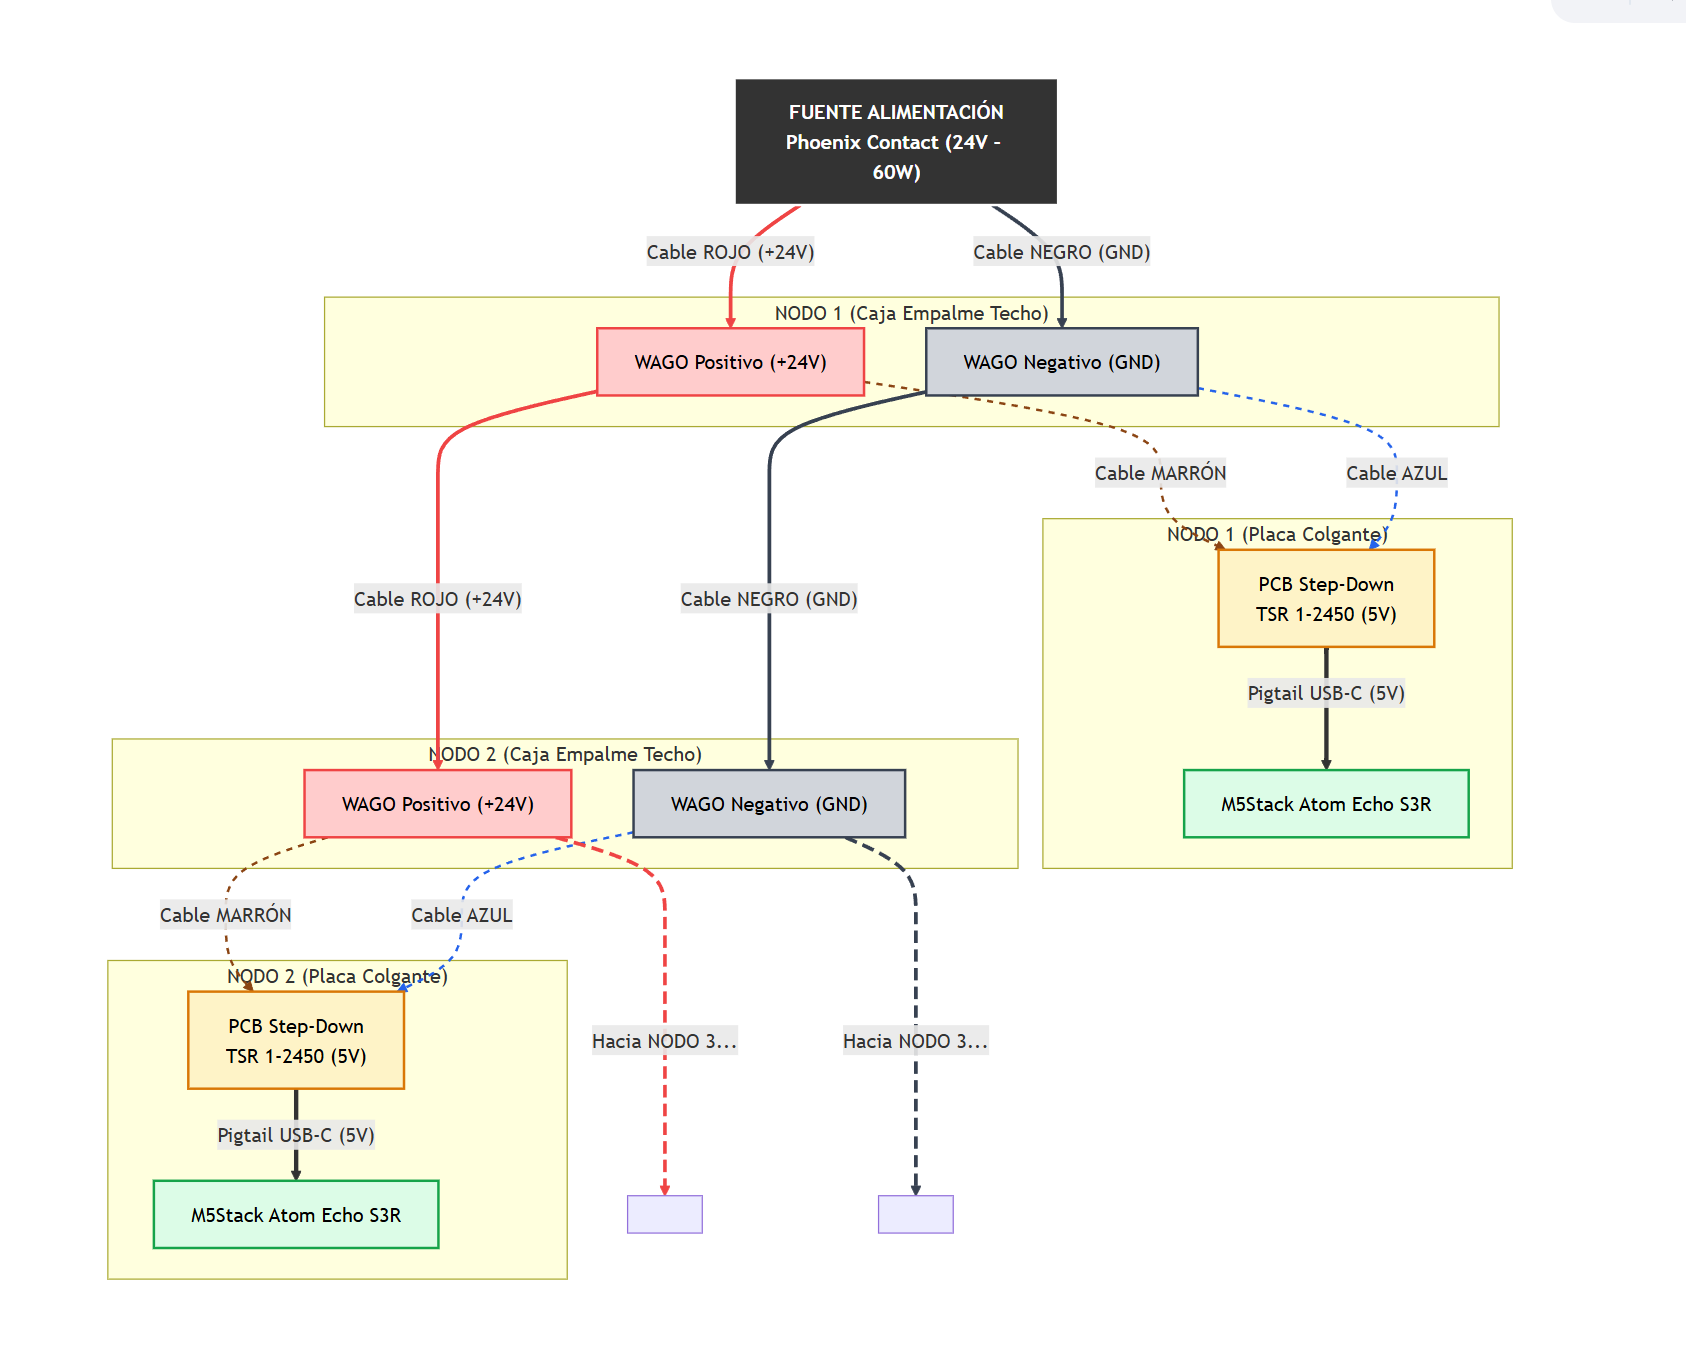 FUENTE ALIMENTACIÓN
Phoenix Contact (24V -
60W)
Cable ROJO (+24V)
Cable NEGRO (GND)
NODO 1 (Caja Empalme Techo)
WAGO Positivo (+24V)
WAGO Negativo (GND)
Cable MARRÓN
Cable AZUL
NODO 1 (Placa Colgante)
PCB Step-Down
TSR 1-2450 (5V)
Cable ROJO (+24V)
Cable NEGRO (GND)
Pigtail USB-C (5V)
M5Stack Atom Echo S3R
NODO 2 (Caja Empalme Techo)
WAGO Positivo (+24V)
WAGO Negativo (GND)
Cable MARRÓN
Cable AZUL
NODO 2 (Placa Colgante)
PCB Step-Down
TSR 1-2450 (5V)
Hacia NODO 3...
Hacia NODO 3...
Pigtail USB-C (5V)
M5Stack Atom Echo S3R